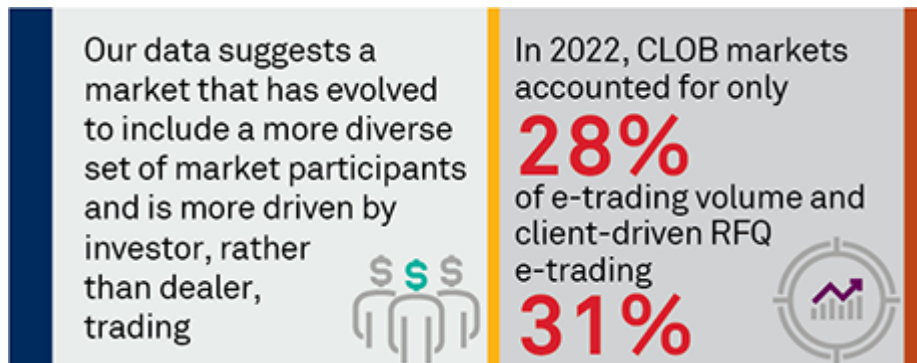 Our data suggests a
market that has evolved
to include a more diverse
set of market participants
and is more driven by
investor, rather
than dealer,
trading
$ $ $
In 2022, CLOB markets
accounted for only
28%
of e-trading volume and
client-driven RFQ
e-trading
31%